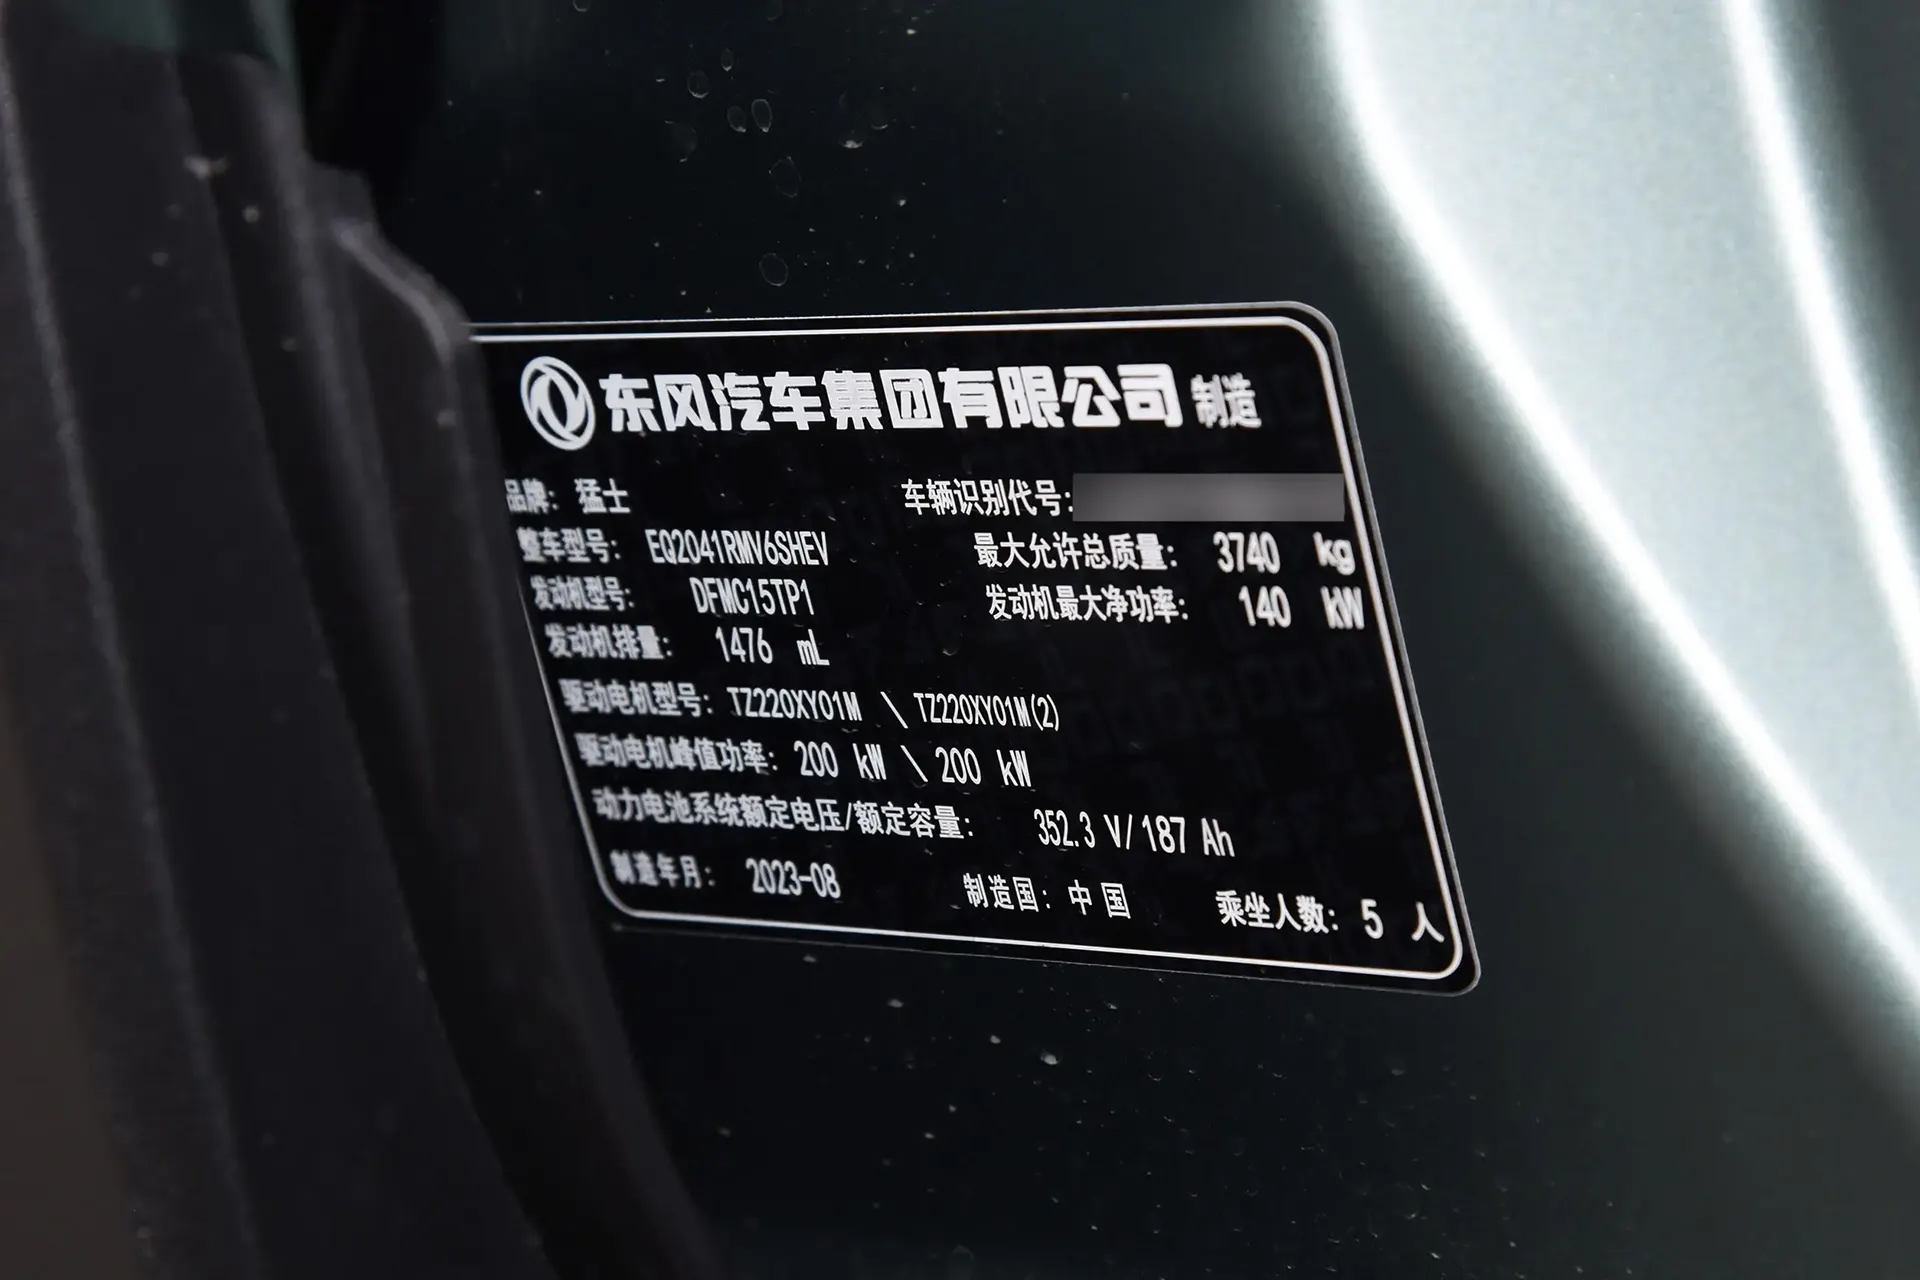 东风汽车集团有限公司 制造
品牌: 猛士 车辆识别代号:
整车型号: EQ2041RMV6SHEV 最大允许总质量: 3740 kg
发动机型号: DFMC15TP1 发动机最大净功率: 140 kW
发动机排量: 1476 mL
驱动电机型号: TZ220XY01M \ TZ220XY01M(2)
驱动电机峰值功率: 200 kW \ 200 kW
动力电池系统额定电压/额定容量: 352.3 V/187 Ah
制造年月: 2023-08 制造国: 中国 乘坐人数: 5 人